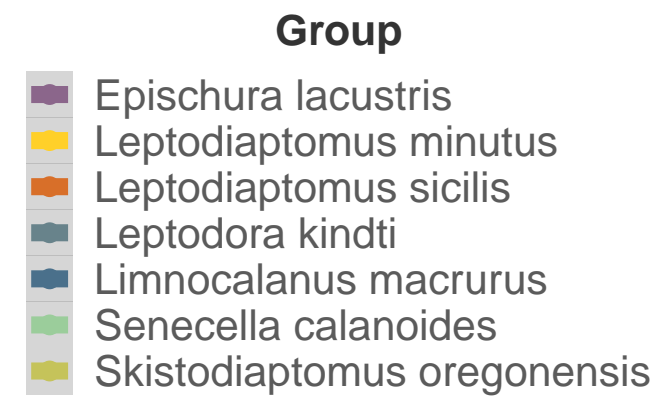 Group
Epischura lacustris
Leptodiaptomus minutus
Leptodiaptomus sicilis
Leptodora kindti
Limnocalanus macrurus
Senecella calanoides
Skistodiaptomus oregonensis